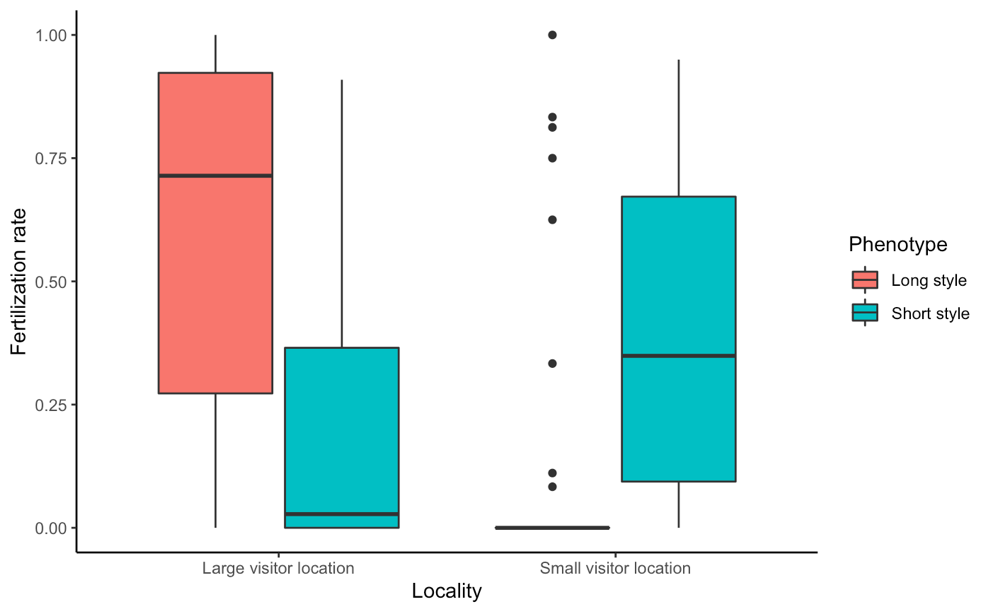 Fertilization rate
1.00
0.75
0.50
0.25
0.00
Large visitor location
Small visitor location
Locality
Phenotype
Long style
Short style